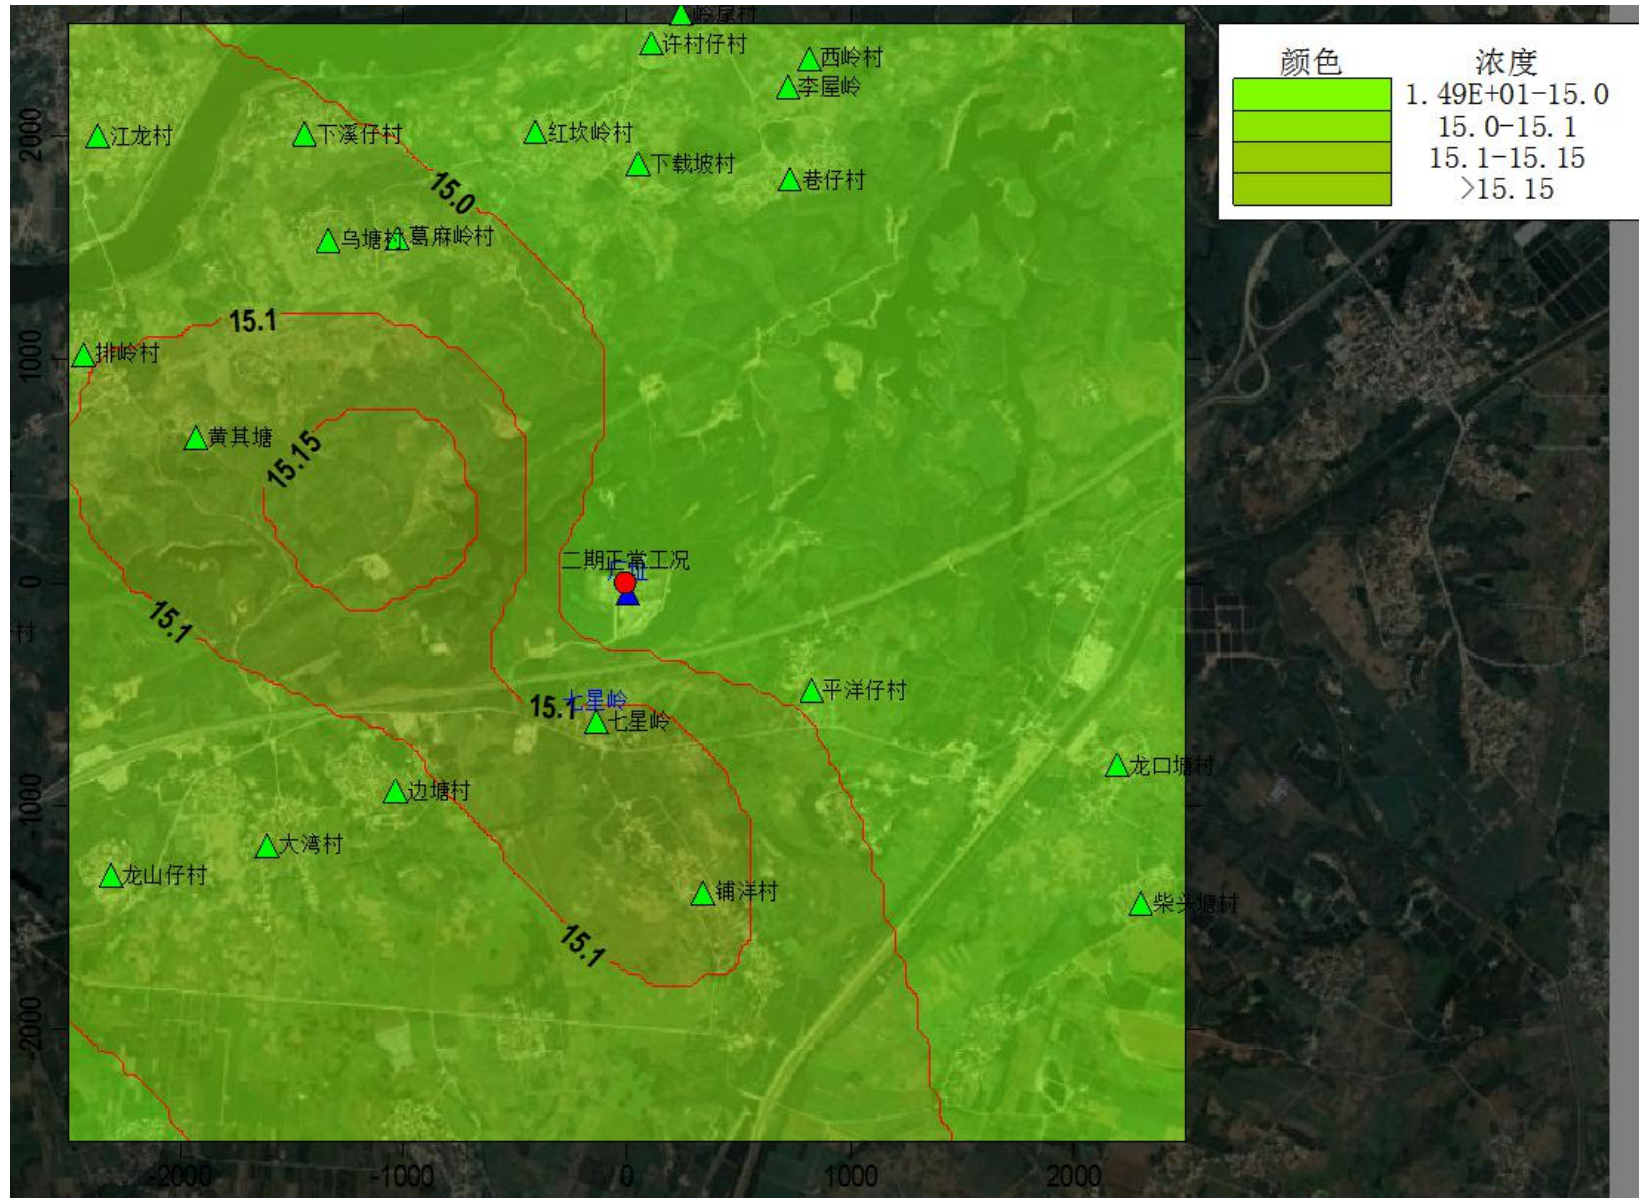 岭尾村
许村仔村
西岭村
李屋岭
颜色 浓度
1.49E+01-15.0
15.0-15.1
15.1-15.15
>15.15
2000
江龙村
下溪仔村
红坎岭村
下载坡村
巷仔村
15.0
乌塘村
葛麻岭村
15.1
1000
排岭村
黄其塘
15.15
二期正常工况
厂址
0
15.1
村
平洋仔村
15.1
七星岭
七星岭
龙口塘村
-1000
边塘村
大湾村
龙山仔村
铺洋村
柴头塘村
15.1
-2000
-2000 -1000 0 1000 2000